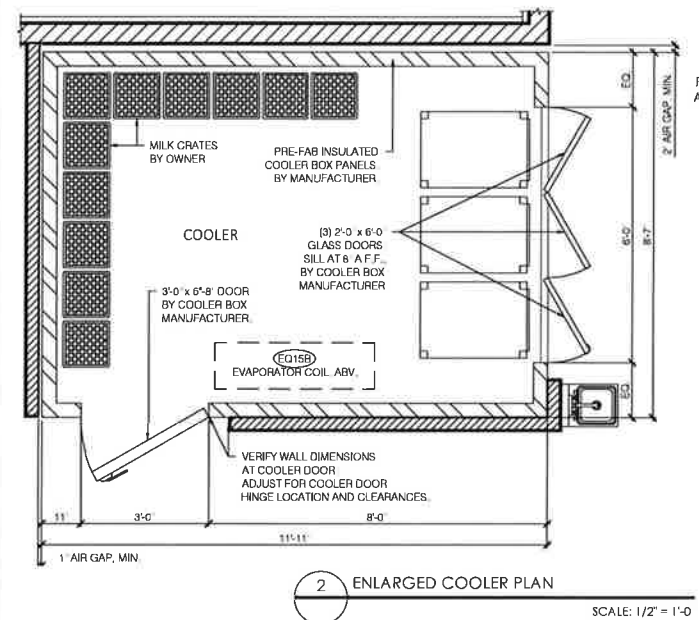 MILK CRATES
BY OWNER
PRE-FAB INSULATED
COOLER BOX PANELS
BY MANUFACTURER
EQ
2" AIR GAP, MIN.
COOLER
(3) 2'-0 x 6'-0
GLASS DOORS
SILL AT 6" A.F.F.
BY COOLER BOX
MANUFACTURER
6'-0"
8'-7"
3'-0" x 6'-8" DOOR
BY COOLER BOX
MANUFACTURER
EQ15B
EVAPORATOR COIL ABV.
EQ
VERIFY WALL DIMENSIONS
AT COOLER DOOR
ADJUST FOR COOLER DOOR
HINGE LOCATION AND CLEARANCES
11"
3'-0"
8'-0"
11'-11"
1" AIR GAP, MIN.
2 ENLARGED COOLER PLAN
SCALE: 1/2" = 1'-0